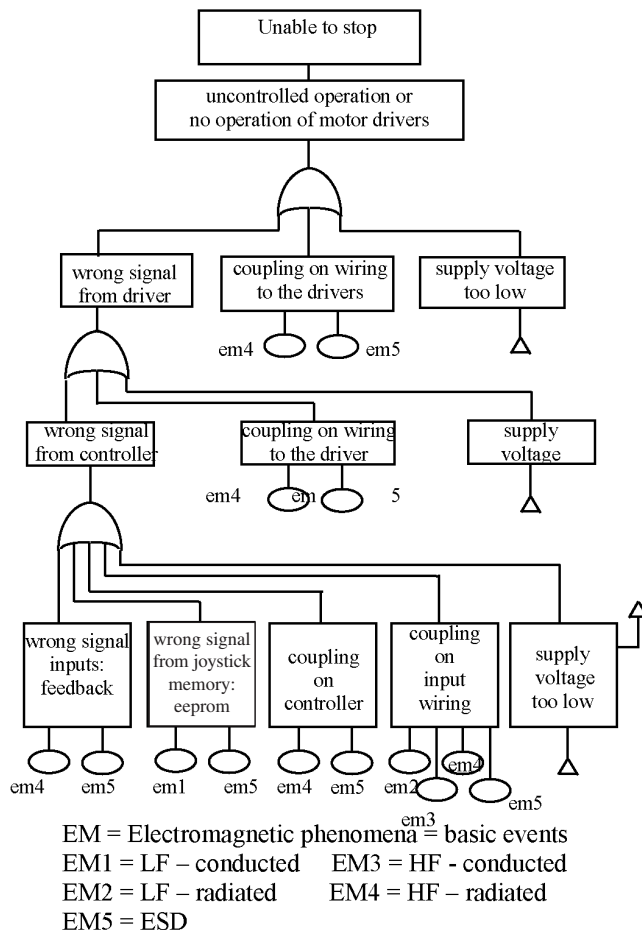 Unable to stop
uncontrolled operation or
no operation of motor drivers
wrong signal
from driver
coupling on wiring
to the drivers
supply voltage
too low
em4
em5
wrong signal
from controller
coupling on wiring
to the driver
supply
voltage
em4
em
5
wrong signal
inputs:
feedback
wrong signal
from joystick
memory:
eeprom
coupling
on
controller
coupling
on
input
wiring
supply
voltage
too low
em4
em5
em1
em5
em4
em5
em2
em3
em4
em5
EM = Electromagnetic phenomena = basic events
EM1 = LF – conducted EM3 = HF - conducted
EM2 = LF – radiated EM4 = HF – radiated
EM5 = ESD